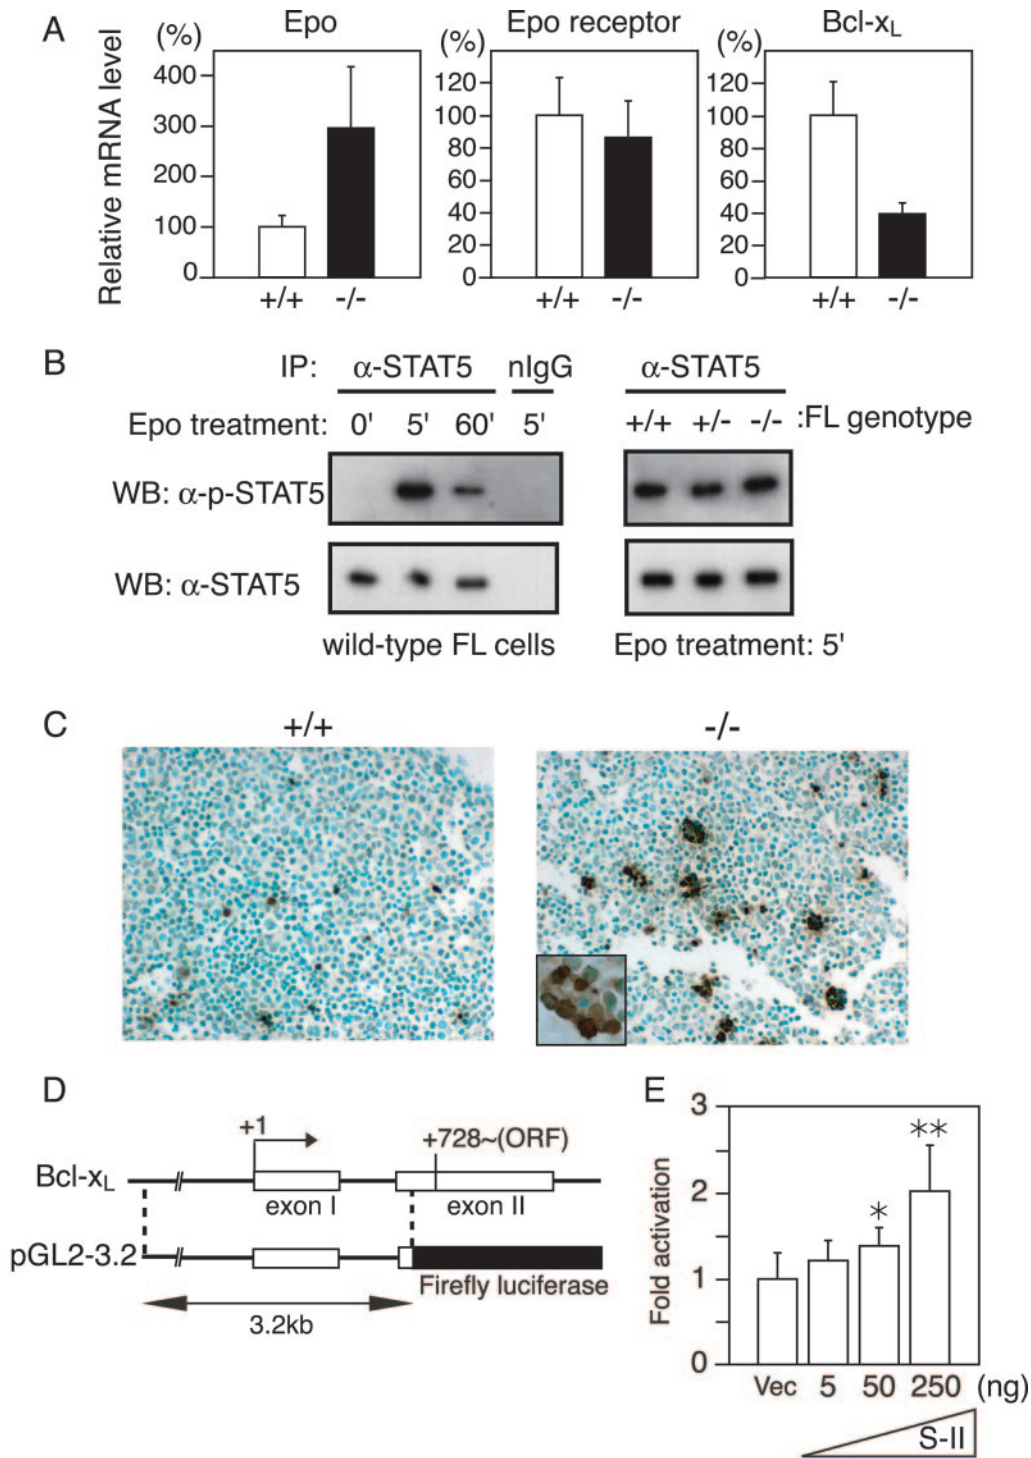 A
Epo
Epo receptor
Bcl-xL
Relative mRNA level
(%)
400
300
200
100
0
+/+
-/-
(%)
120
100
80
60
40
20
0
+/+
-/-
(%)
120
100
80
60
40
20
0
+/+
-/-
B
IP: α-STAT5 nIgG α-STAT5
Epo treatment: 0' 5' 60' 5' +/+ +/- -/- :FL genotype
WB: α-p-STAT5
WB: α-STAT5
wild-type FL cells
Epo treatment: 5'
C
+/+
-/-
D
+1
+728~(ORF)
Bcl-xL
exon I
exon II
pGL2-3.2
Firefly luciferase
3.2kb
E
Fold activation
3
2
1
0
*
**
Vec 5 50 250 (ng)
S-II